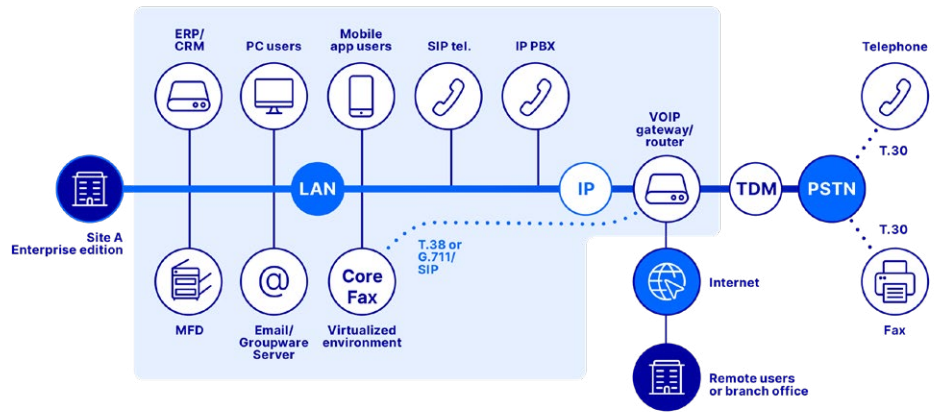 ERP/
CRM
PC users
Mobile
app users
SIP tel.
IP PBX
VOIP
gateway/
router
Telephone
T.30
LAN
IP
TDM
PSTN
Site A
Enterprise edition
T.38 or
G.711/
SIP
T.30
Core
Fax
@
MFD
Email/
Groupware
Server
Virtualized
environment
Internet
Fax
Remote users
or branch office